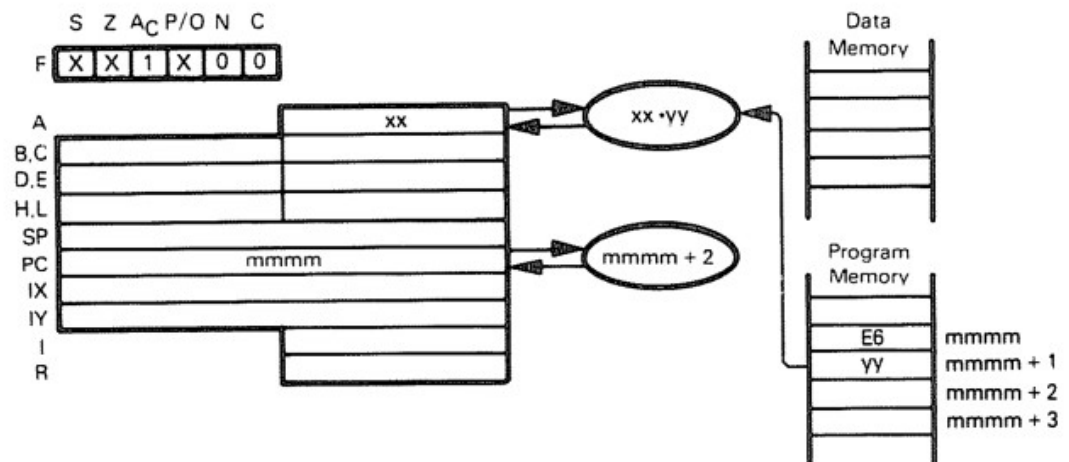 S Z AC P/O N C
F X X 1 X 0 0
Data
Memory
A xx
xx •yy
B,C
D,E
H,L
SP
PC mmmm
mmmm + 2
IX
IY
I
R
Program
Memory
E6 mmmm
yy mmmm + 1
mmmm + 2
mmmm + 3